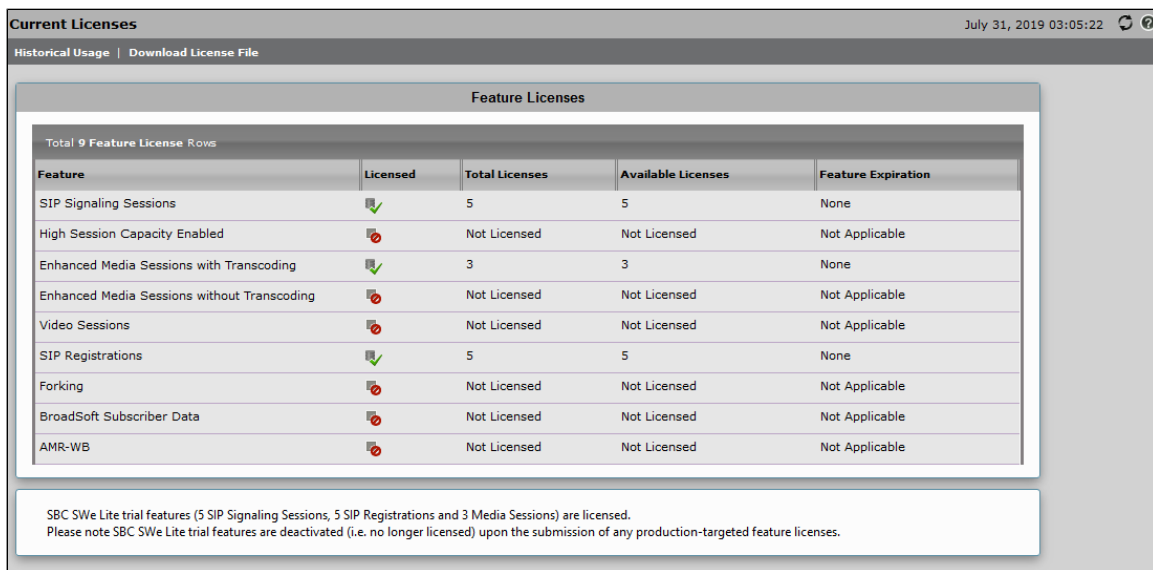 Current Licenses July 31, 2019 03:05:22
Historical Usage | Download License File
Feature Licenses
Total 9 Feature License Rows
Feature Licensed Total Licenses Available Licenses Feature Expiration
SIP Signaling Sessions 5 5 None
High Session Capacity Enabled Not Licensed Not Licensed Not Applicable
Enhanced Media Sessions with Transcoding 3 3 None
Enhanced Media Sessions without Transcoding Not Licensed Not Licensed Not Applicable
Video Sessions Not Licensed Not Licensed Not Applicable
SIP Registrations 5 5 None
Forking Not Licensed Not Licensed Not Applicable
BroadSoft Subscriber Data Not Licensed Not Licensed Not Applicable
AMR-WB Not Licensed Not Licensed Not Applicable
SBC SWe Lite trial features (5 SIP Signaling Sessions, 5 SIP Registrations and 3 Media Sessions) are licensed.
Please note SBC SWe Lite trial features are deactivated (i.e. no longer licensed) upon the submission of any production-targeted feature licenses.